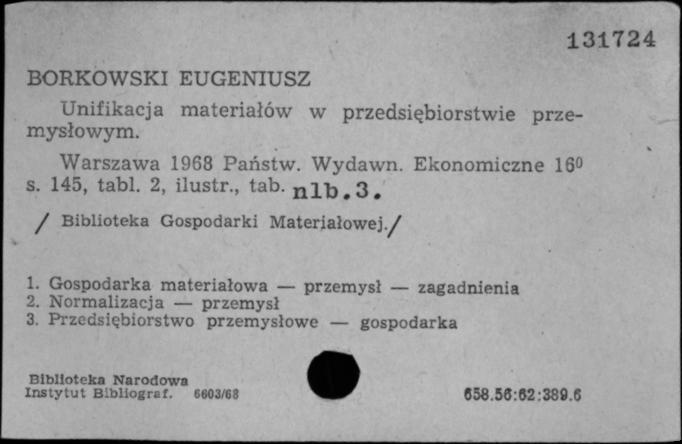 131724
BORKOWSKI EUGENIUSZ
Unifikacja materiałów w przedsiębiorstwie prze-
mysłowym.
Warszawa 1968 Państw. Wydawn. Ekonomiczne 16⁰
s. 145, tabl. 2, ilustr., tab. nlb.3.
/ Biblioteka Gospodarki Materiałowej./
1. Gospodarka materiałowa — przemysł — zagadnienia
2. Normalizacja — przemysł
3. Przedsiębiorstwo przemysłowe — gospodarka
Biblioteka Narodowa
Instytut Bibliograf. 6603/68
658.56:62:389.6